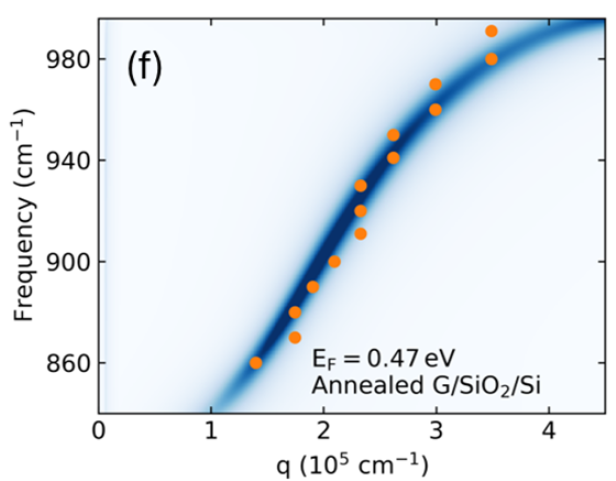 (f)
980
940
900
860
Frequency (cm⁻¹)
E_F = 0.47 eV
Annealed G/SiO₂/Si
0 1 2 3 4
q (10⁵ cm⁻¹)